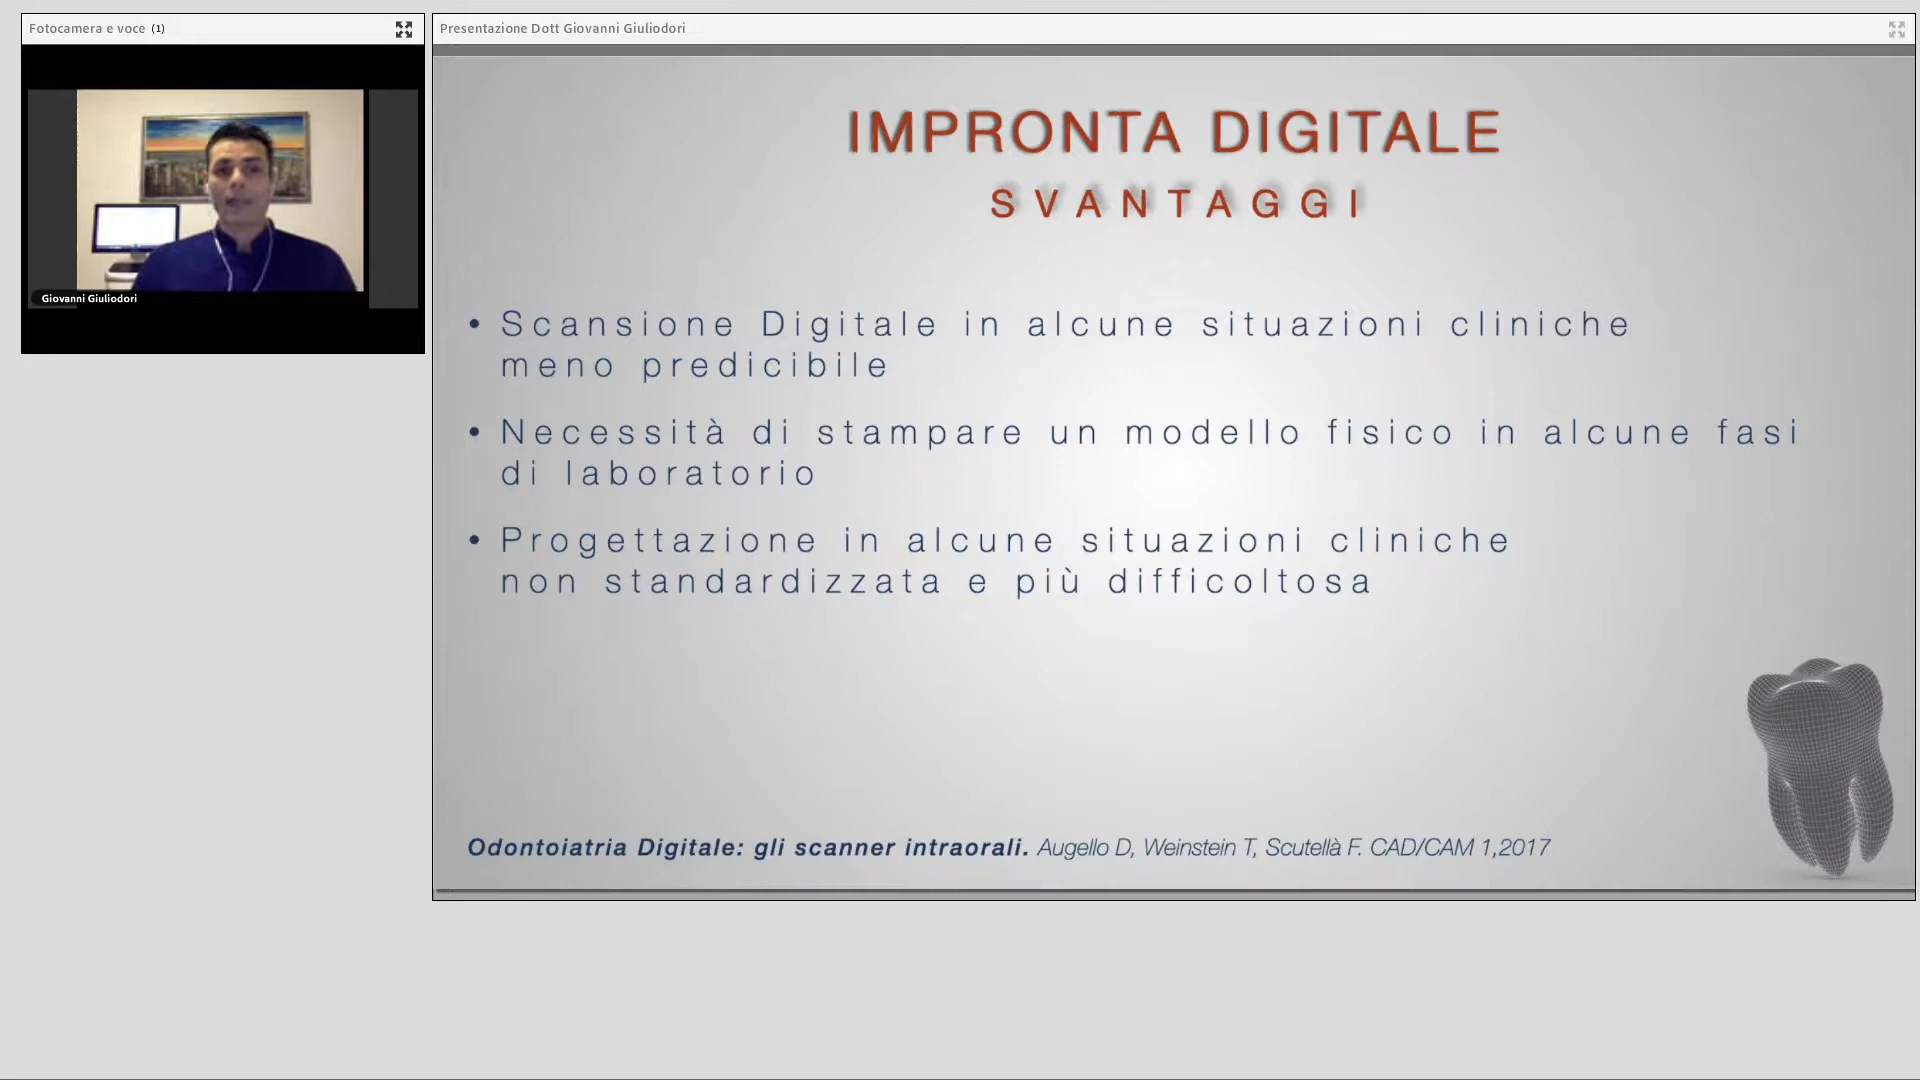 Fotocamera e voce (1)
Giovanni Giuliodori
Presentazione Dott Giovanni Giuliodori
IMPRONTA DIGITALE
SVANTAGGI
• Scansione Digitale in alcune situazioni cliniche
meno predicibile
• Necessità di stampare un modello fisico in alcune fasi
di laboratorio
• Progettazione in alcune situazioni cliniche
non standardizzata e più difficoltosa
Odontoiatria Digitale: gli scanner intraorali. Augello D, Weinstein T, Scutellà F. CAD/CAM 1,2017